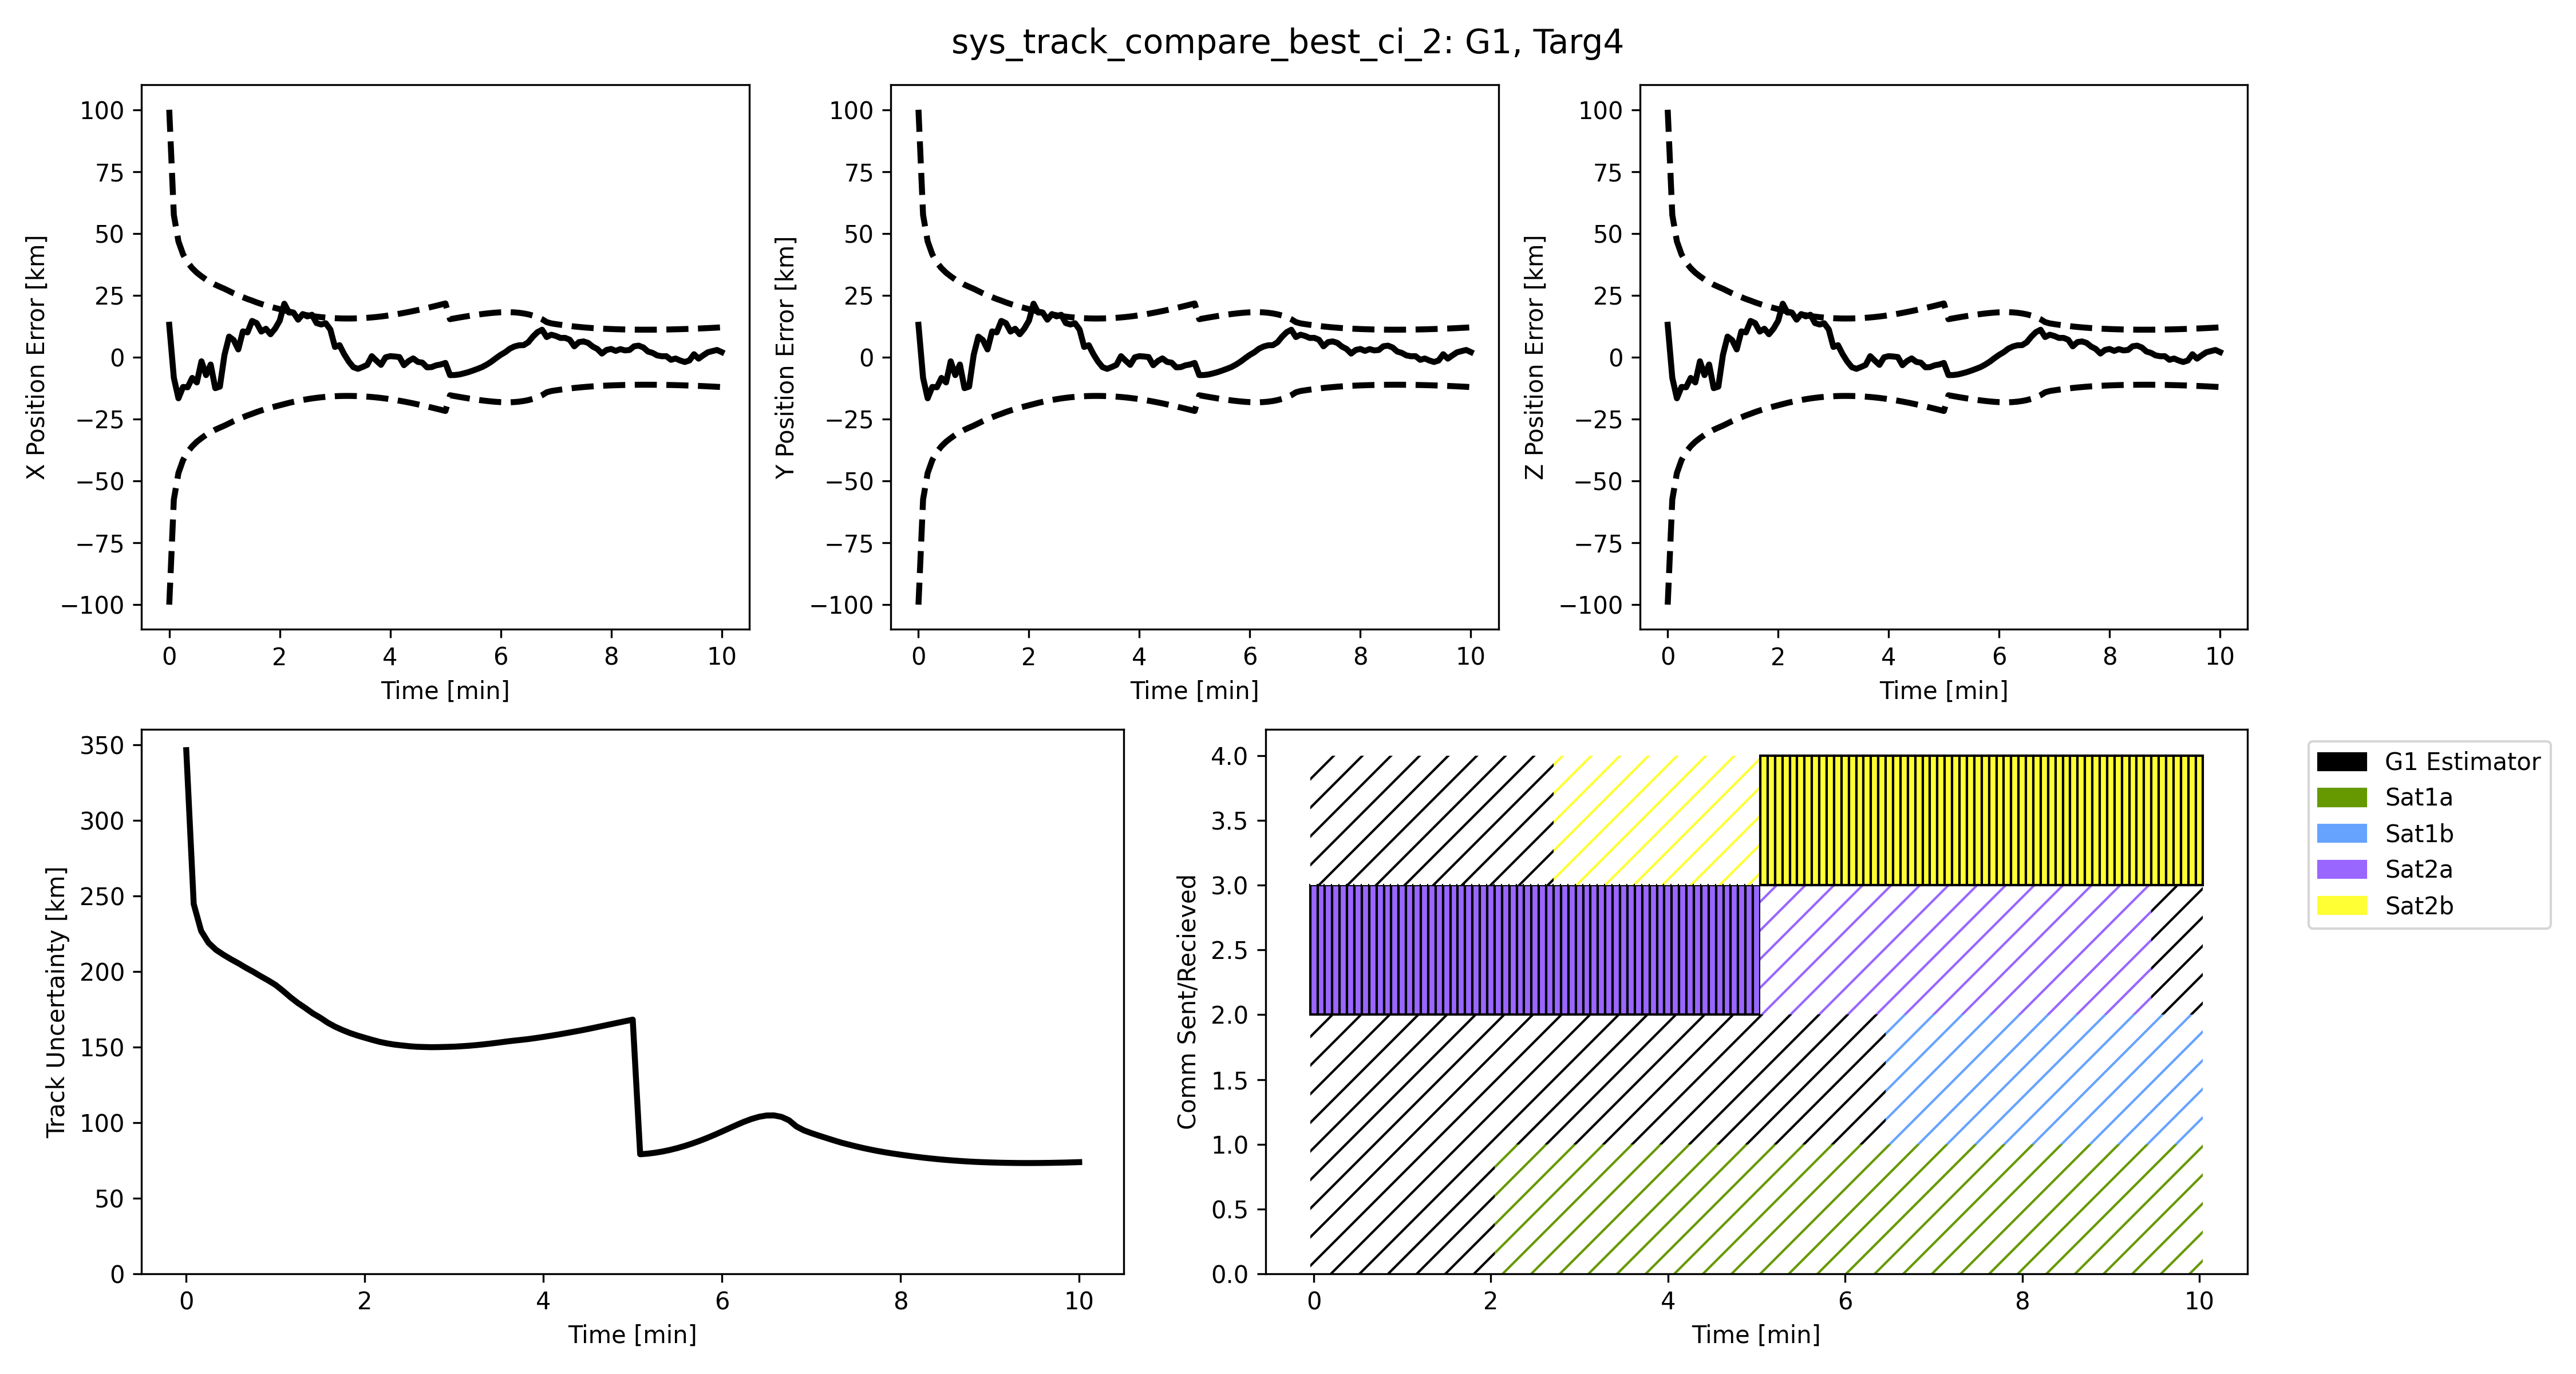 sys_track_compare_best_ci_2: G1, Targ4
X Position Error [km]
100
75
50
25
0
−25
−50
−75
−100
0 2 4 6 8 10
Time [min]
Y Position Error [km]
100
75
50
25
0
−25
−50
−75
−100
0 2 4 6 8 10
Time [min]
Z Position Error [km]
100
75
50
25
0
−25
−50
−75
−100
0 2 4 6 8 10
Time [min]
Track Uncertainty [km]
350
300
250
200
150
100
50
0
0 2 4 6 8 10
Time [min]
Comm Sent/Recieved
4.0
3.5
3.0
2.5
2.0
1.5
1.0
0.5
0.0
0 2 4 6 8 10
Time [min]
G1 Estimator
Sat1a
Sat1b
Sat2a
Sat2b